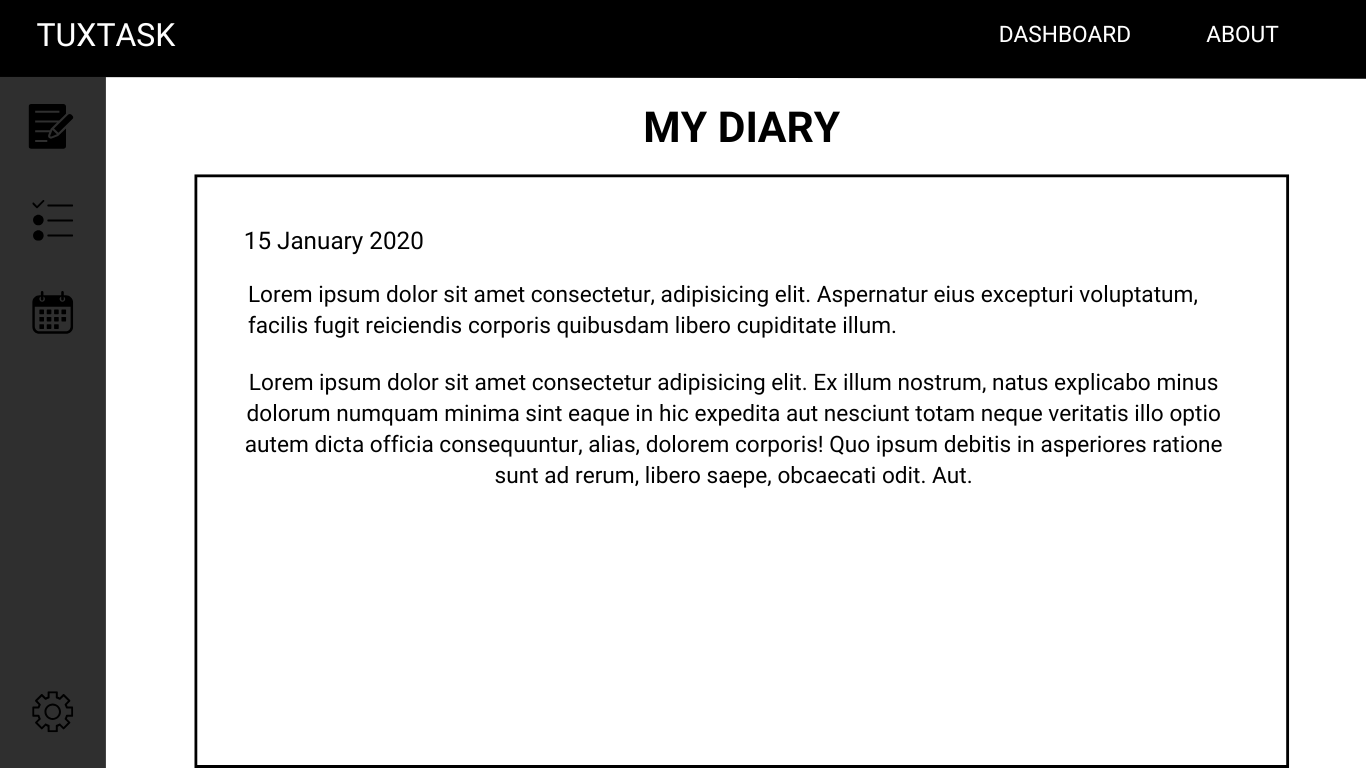 TUXTASK
DASHBOARD
ABOUT
MY DIARY
15 January 2020
Lorem ipsum dolor sit amet consectetur, adipisicing elit. Aspernatur eius excepturi voluptatum,
facilis fugit reiciendis corporis quibusdam libero cupiditate illum.
Lorem ipsum dolor sit amet consectetur adipisicing elit. Ex illum nostrum, natus explicabo minus
dolorum numquam minima sint eaque in hic expedita aut nesciunt totam neque veritatis illo optio
autem dicta officia consequuntur, alias, dolorem corporis! Quo ipsum debitis in asperiores ratione
sunt ad rerum, libero saepe, obcaecati odit. Aut.